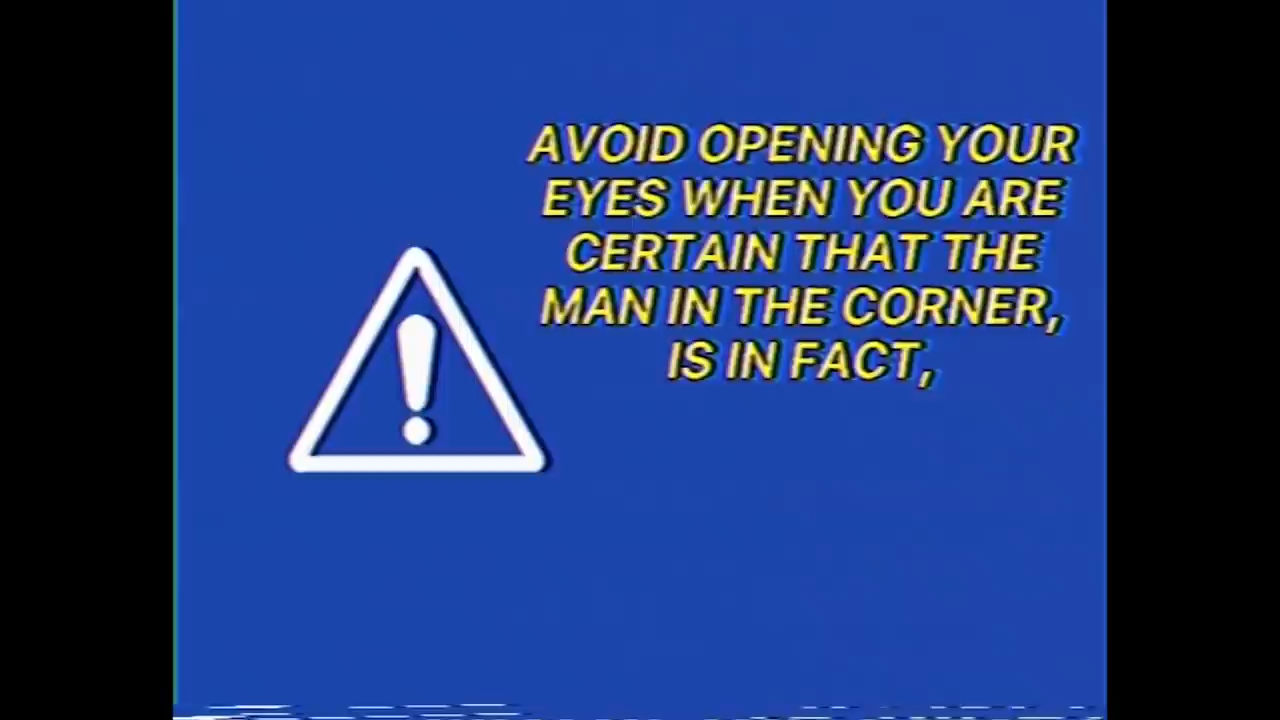 AVOID OPENING YOUR
EYES WHEN YOU ARE
CERTAIN THAT THE
MAN IN THE CORNER,
IS IN FACT,